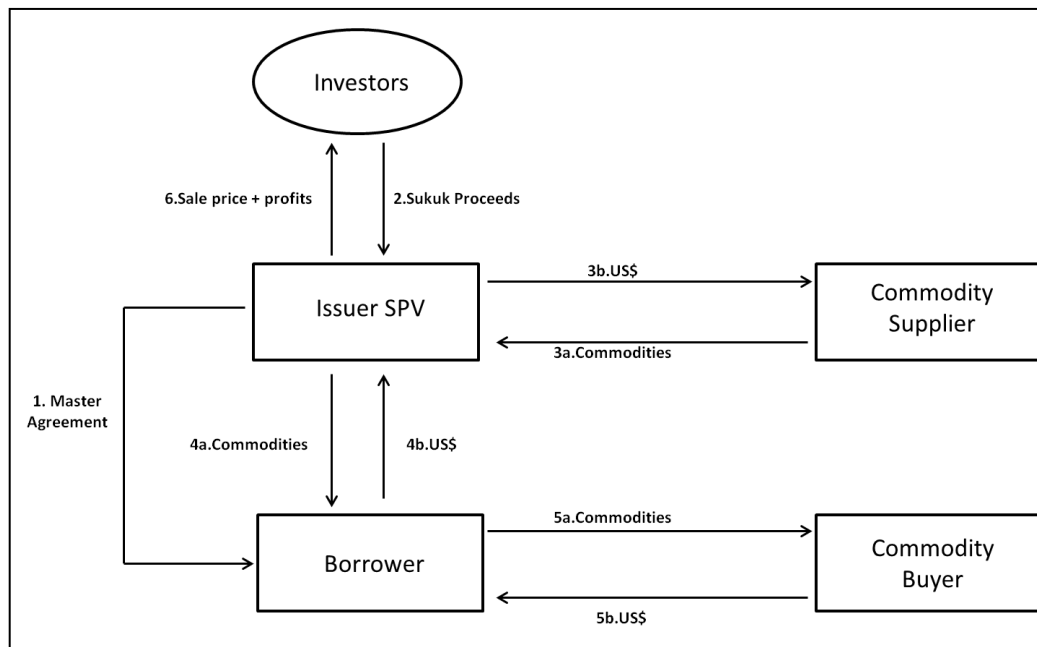 Investors
6.Sale price + profits
2.Sukuk Proceeds
Issuer SPV
3b.US$
Commodity
Supplier
3a.Commodities
1. Master
Agreement
4a.Commodities
4b.US$
Borrower
5a.Commodities
Commodity
Buyer
5b.US$